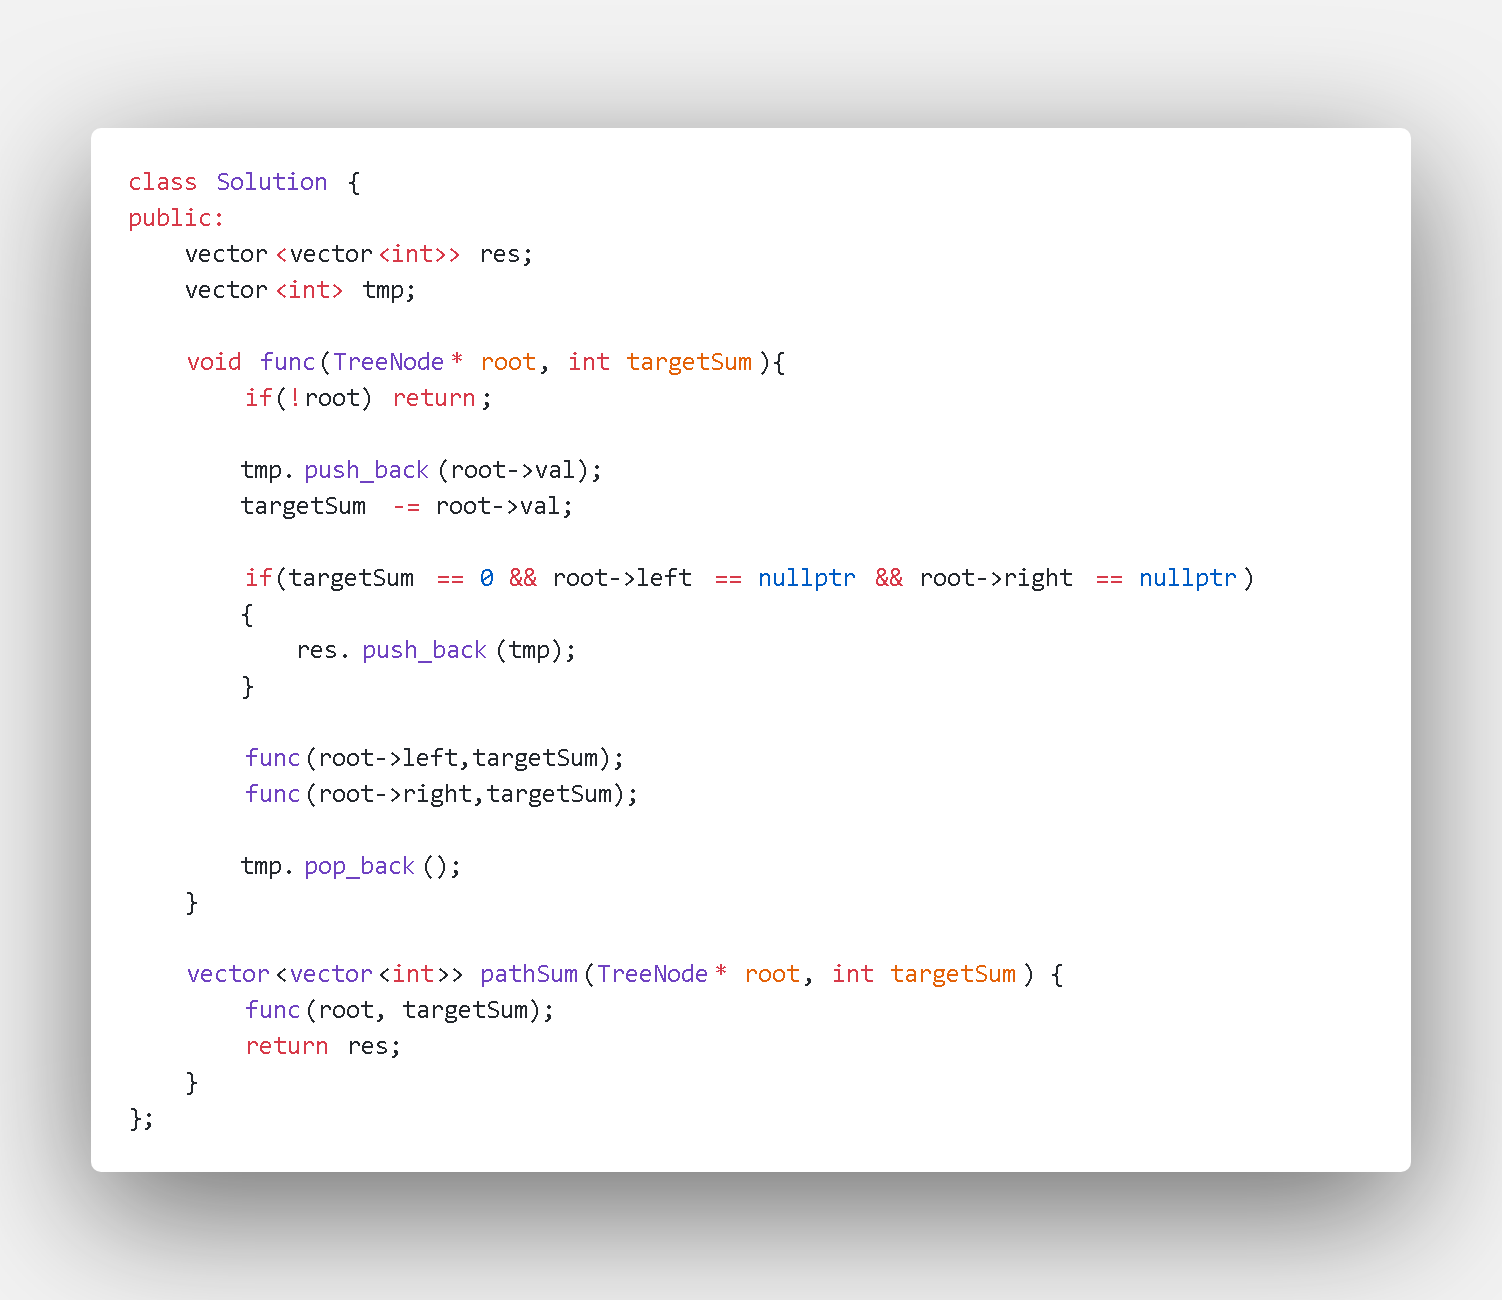 class Solution {
public:
    vector<vector<int>> res;
    vector<int> tmp;

    void func(TreeNode* root, int targetSum){
        if(!root) return;

        tmp.push_back(root->val);
        targetSum -= root->val;

        if(targetSum == 0 && root->left == nullptr && root->right == nullptr)
        {
            res.push_back(tmp);
        }

        func(root->left,targetSum);
        func(root->right,targetSum);

        tmp.pop_back();
    }

    vector<vector<int>> pathSum(TreeNode* root, int targetSum) {
        func(root, targetSum);
        return res;
    }
};